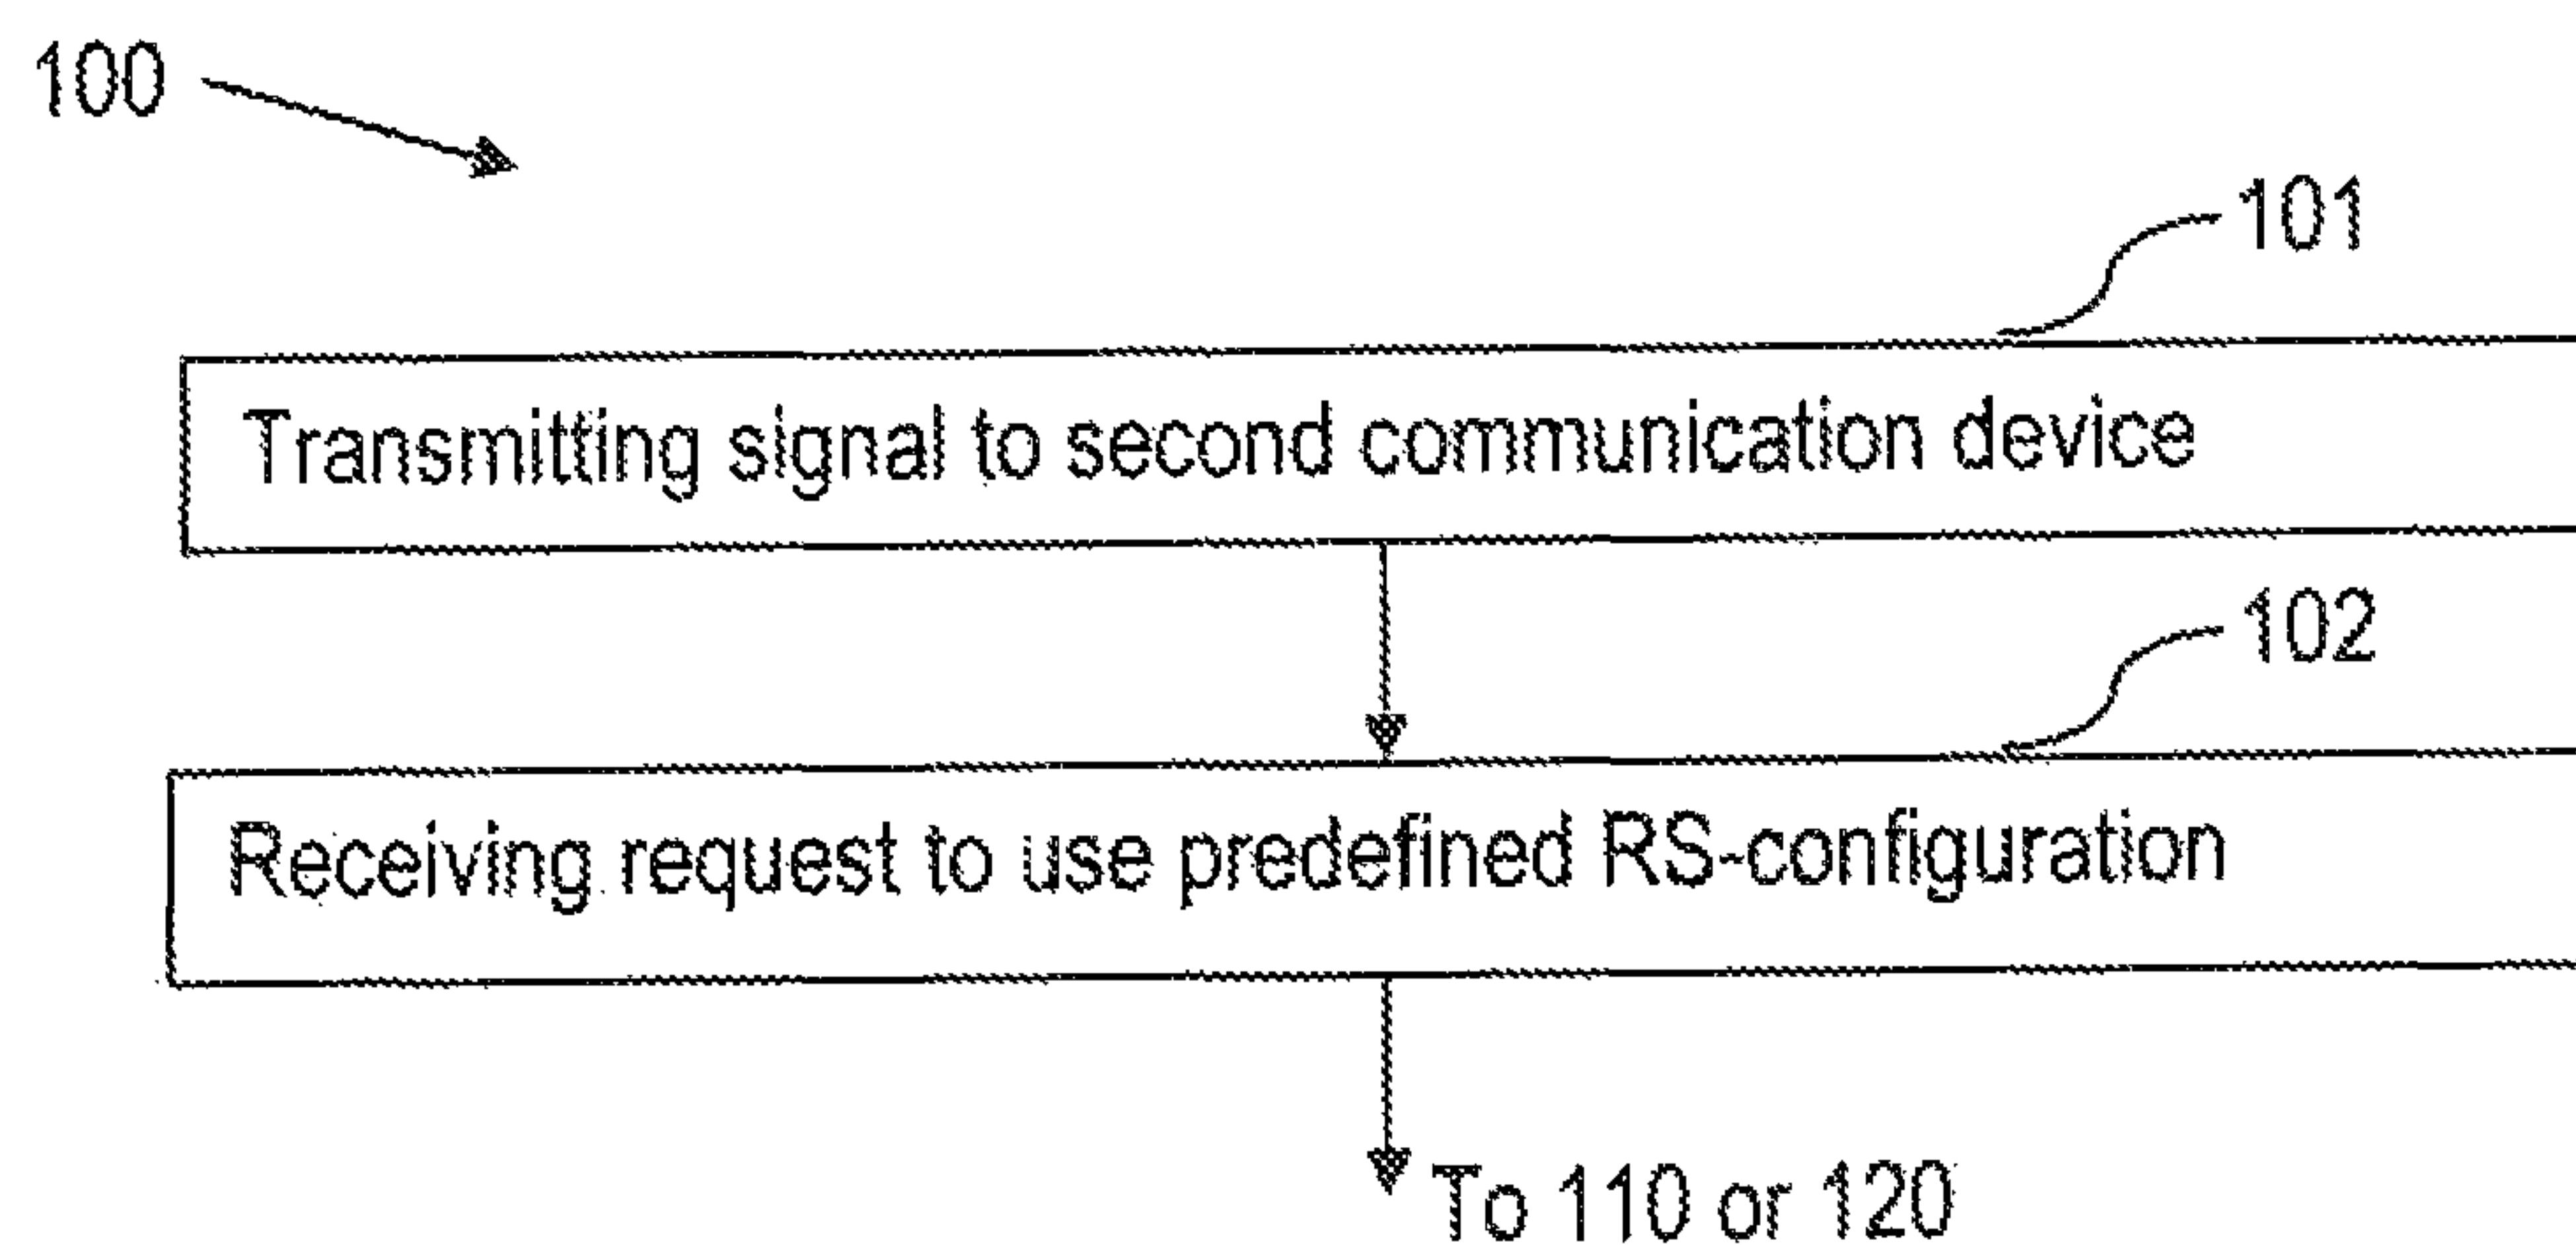 100
101
Transmitting signal to second communication device
102
Receiving request to use predefined RS-configuration
To 110 or 120